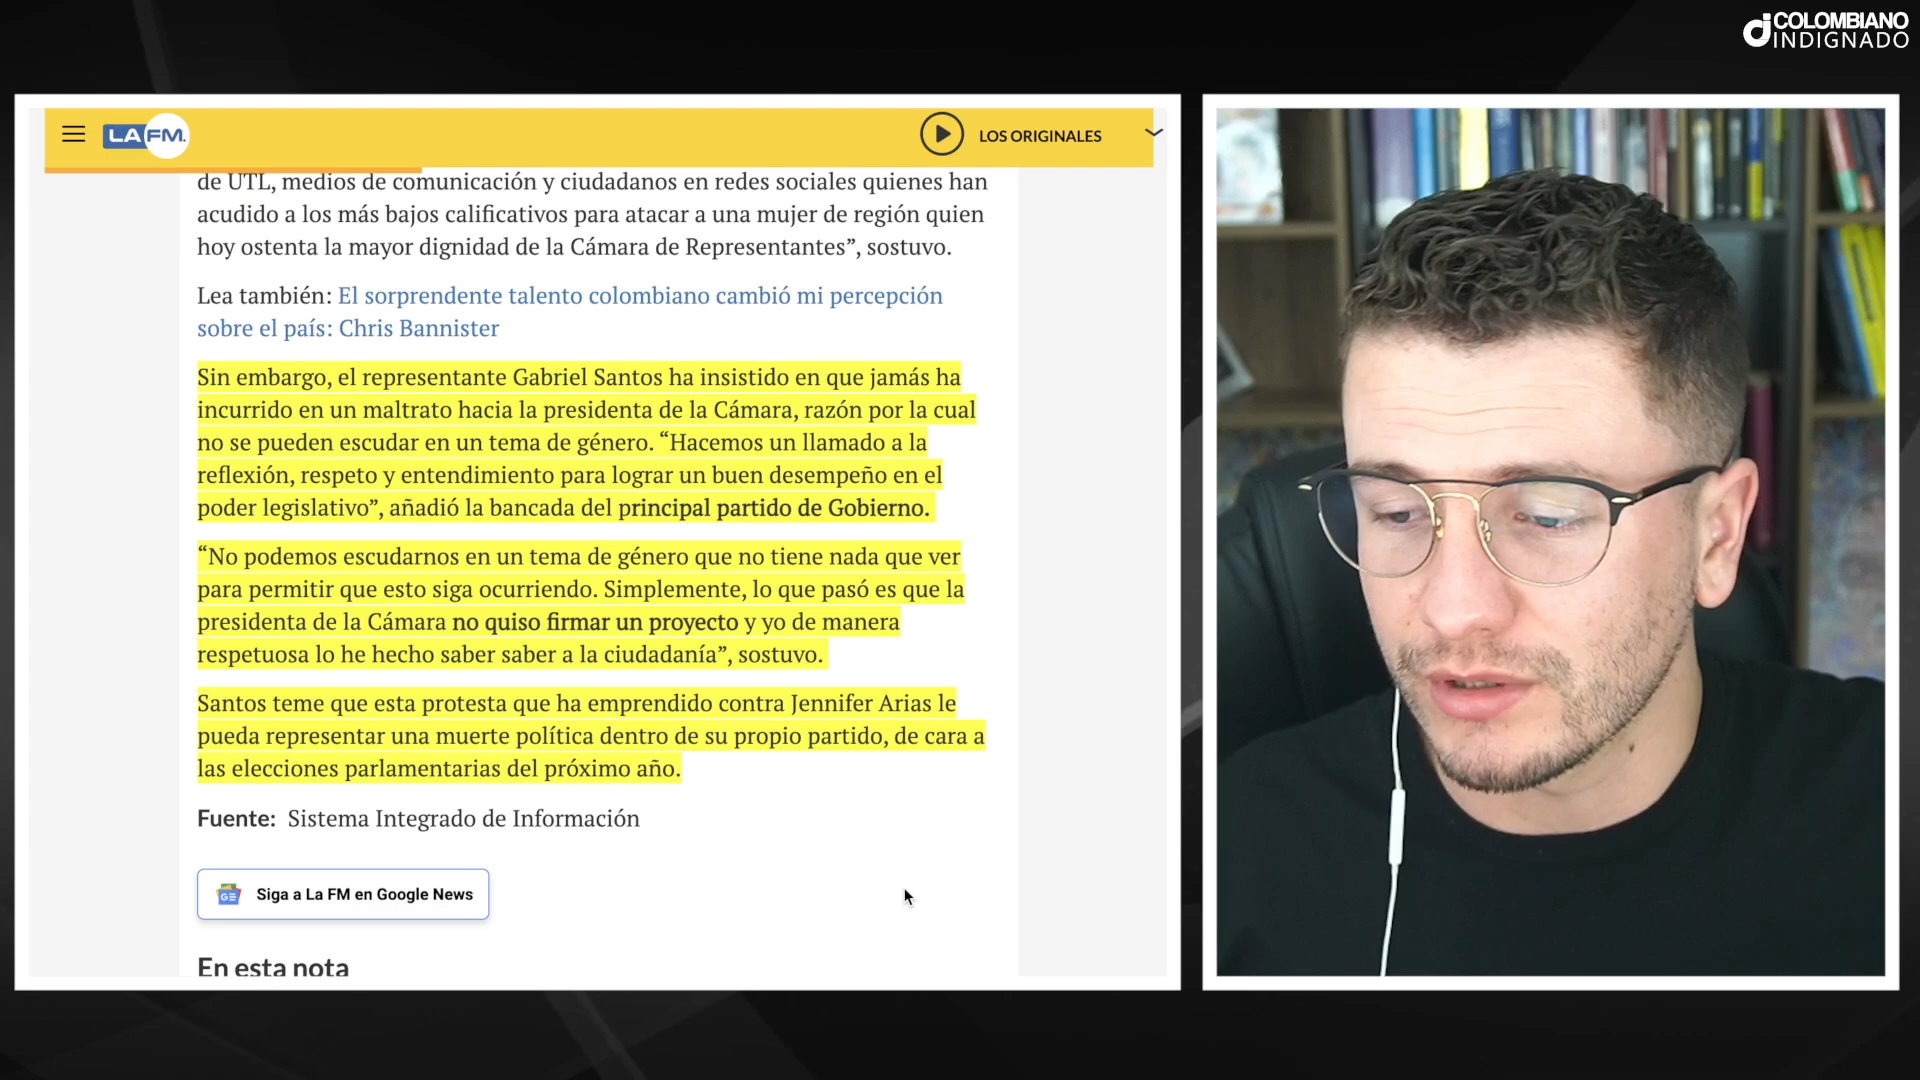 COLOMBIANO
INDIGNADO
LA FM.
LOS ORIGINALES
de UTL, medios de comunicación y ciudadanos en redes sociales quienes han
acudido a los más bajos calificativos para atacar a una mujer de región quien
hoy ostenta la mayor dignidad de la Cámara de Representantes”, sostuvo.
Lea también: El sorprendente talento colombiano cambió mi percepción
sobre el país: Chris Bannister
Sin embargo, el representante Gabriel Santos ha insistido en que jamás ha
incurrido en un maltrato hacia la presidenta de la Cámara, razón por la cual
no se pueden escudar en un tema de género. “Hacemos un llamado a la
reflexión, respeto y entendimiento para lograr un buen desempeño en el
poder legislativo”, añadió la bancada del principal partido de Gobierno.
“No podemos escudarnos en un tema de género que no tiene nada que ver
para permitir que esto siga ocurriendo. Simplemente, lo que pasó es que la
presidenta de la Cámara no quiso firmar un proyecto y yo de manera
respetuosa lo he hecho saber saber a la ciudadanía”, sostuvo.
Santos teme que esta protesta que ha emprendido contra Jennifer Arias le
pueda representar una muerte política dentro de su propio partido, de cara a
las elecciones parlamentarias del próximo año.
Fuente: Sistema Integrado de Información
GE Siga a La FM en Google News
En esta nota